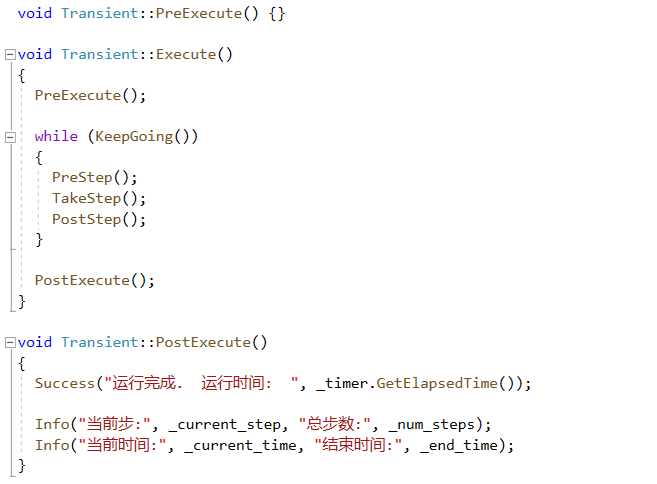 void Transient::PreExecute() {}
void Transient::Execute()
{
PreExecute();
while (KeepGoing())
{
PreStep();
TakeStep();
PostStep();
}
PostExecute();
}
void Transient::PostExecute()
{
Success("运行完成. 运行时间: ", _timer.GetElapsedTime());
Info("当前步:", _current_step, "总步数:", _num_steps);
Info("当前时间:", _current_time, "结束时间:", _end_time);
}